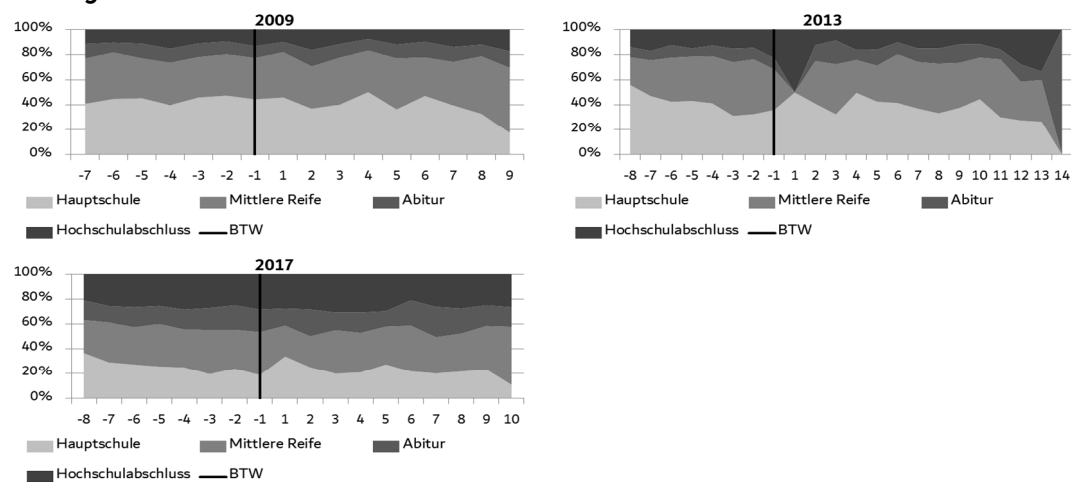 2009
100%
80%
60%
40%
20%
0%
-7 -6 -5 -4 -3 -2 -1 1 2 3 4 5 6 7 8 9
Hauptschule Mittlere Reife Abitur
Hochschulabschluss BTW
2013
100%
80%
60%
40%
20%
0%
-8 -7 -6 -5 -4 -3 -2 -1 1 2 3 4 5 6 7 8 9 10 11 12 13 14
Hauptschule Mittlere Reife Abitur
Hochschulabschluss BTW
2017
100%
80%
60%
40%
20%
0%
-8 -7 -6 -5 -4 -3 -2 -1 1 2 3 4 5 6 7 8 9 10
Hauptschule Mittlere Reife Abitur
Hochschulabschluss BTW